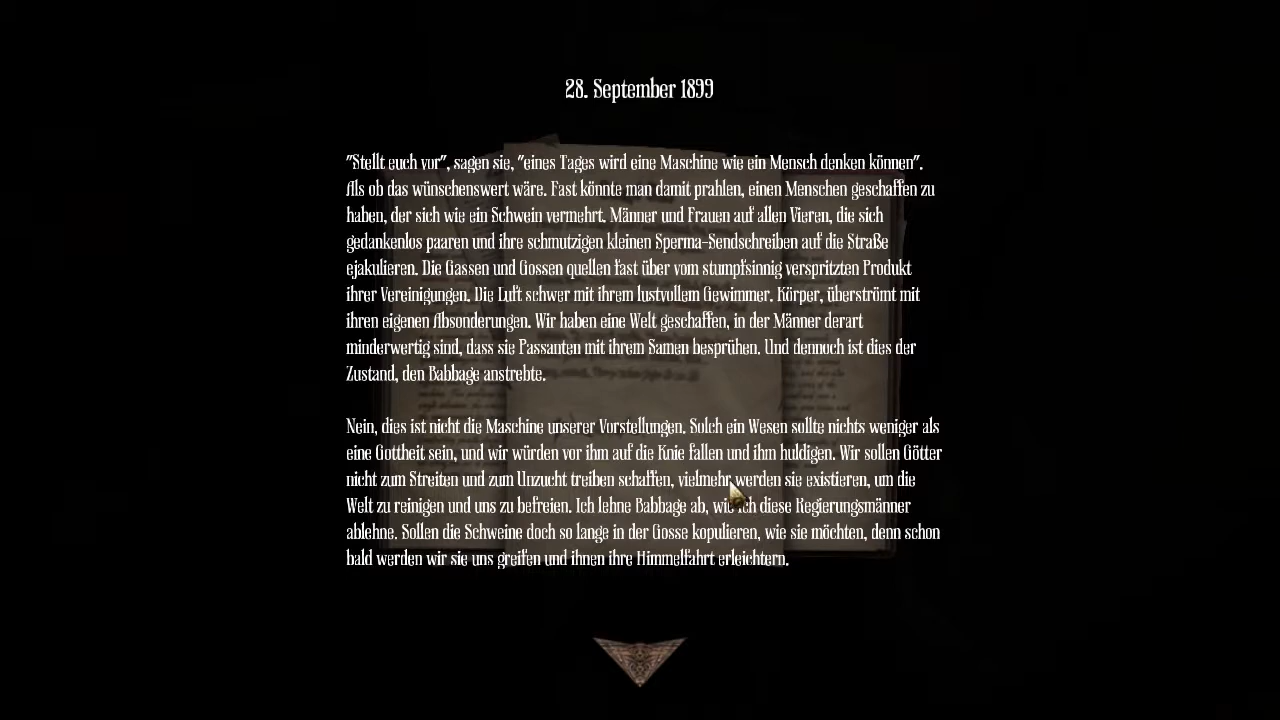 28. September 1899
"Stellt euch vor", sagen sie, "eines Tages wird eine Maschine wie ein Mensch denken können".
Als ob das wünschenswert wäre. Fast könnte man damit prahlen, einen Menschen geschaffen zu
haben, der sich wie ein Schwein vermehrt. Männer und Frauen auf allen Vieren, die sich
gedankenlos paaren und ihre schmutzigen kleinen Sperma-Sendschreiben auf die Straße
ejakulieren. Die Gassen und Gossen quellen fast über vom stumpfsinnig verspritzten Produkt
ihrer Vereinigungen. Die Luft schwer mit ihrem lustvollem Gewimmer. Körper, überströmt mit
ihren eigenen Absonderungen. Wir haben eine Welt geschaffen, in der Männer derart
minderwertig sind, dass sie Passanten mit ihrem Samen besprühen. Und dennoch ist dies der
Zustand, den Babbage anstrebte.
Nein, dies ist nicht die Maschine unserer Vorstellungen. Solch ein Wesen sollte nichts weniger als
eine Gottheit sein, und wir würden vor ihm auf die Knie fallen und ihm huldigen. Wir sollen Götter
nicht zum Streiten und zum Unzucht treiben schaffen, vielmehr werden sie existieren, um die
Welt zu reinigen und uns zu befreien. Ich lehne Babbage ab, wie ich diese Regierungsmänner
ablehne. Sollen die Schweine doch so lange in der Gosse kopulieren, wie sie möchten, denn schon
bald werden wir sie uns greifen und ihnen ihre Himmelfahrt erleichtern.